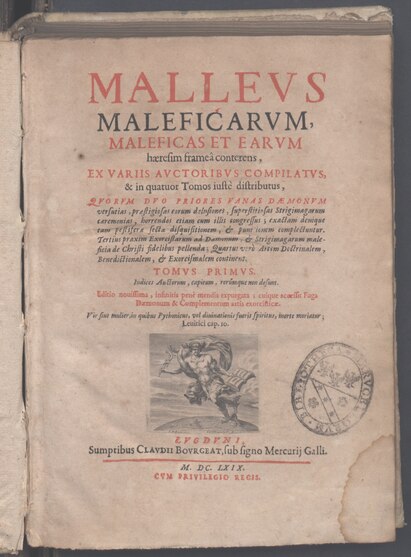 MALLEVS
MALEFICARVM,
MALEFICAS ET EARVM
hæresim frameâ conterens,
EX VARIIS AVCTORIBVS COMPILATVS,
& in quatuor Tomos iustè distributus,
QVORVM DVO PRIORES VANAS DÆMONVM
versutias, præstigiosas eorum delusiones, superstitiosas Strigimagarum
cæremonias, horrendos etiam cum illis congressus; exactam denique
tam pestiferæ sectæ disquisitionem, & punitionem complectuntur.
Tertius praxim Exorcistarum ad Dæmonum, & Strigimagarum male-
ficia de Christi fidelibus pellenda; Quartus verò Artem Doctrinalem,
Benedictionalem, & Exorcismalem continent.
TOMVS PRIMVS.
Indices Auctorum, capitum, rerúmque non desunt.
Editio nouissima, infinitis penè mendis expurgata; cuique accessit Fuga
Dæmonum & Complementum artis exorcisticæ.
Vir siue mulier, in quibus Pythonicus, vel diuinationis fuerit spiritus, morte moriatur;
Leuitici cap. 10.
LVGDVNI,
Sumptibus CLAVDII BOVRGEAT, sub signo Mercurij Galli.
M. DC. LXIX.
CVM PRIVILEGIO REGIS.